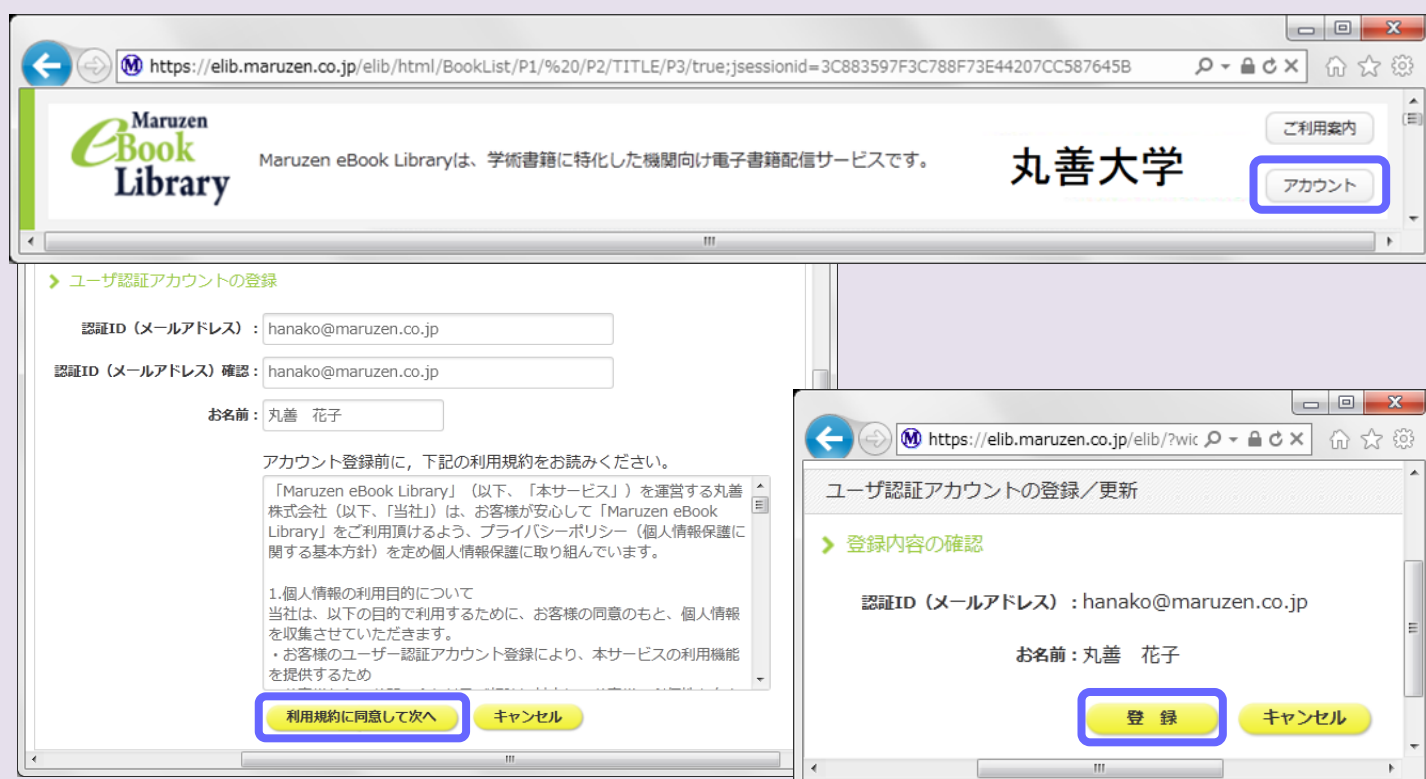 https://elib.maruzen.co.jp/elib/html/BookList/P1/%20/P2/TITLE/P3/true;jsessionid=3C883597F3C788F73E44207CC587645B
Maruzen
eBook
Library
Maruzen eBook Libraryは、学術書籍に特化した機関向け電子書籍配信サービスです。
丸善大学
ご利用案内
アカウント
ユーザ認証アカウントの登録
認証ID（メールアドレス）：hanako@maruzen.co.jp
認証ID（メールアドレス）確認：hanako@maruzen.co.jp
お名前：丸善　花子
アカウント登録前に，下記の利用規約をお読みください。
「Maruzen eBook Library」（以下、「本サービス」）を運営する丸善
株式会社（以下、「当社」）は、お客様が安心して「Maruzen eBook
Library」をご利用頂けるよう、プライバシーポリシー（個人情報保護に
関する基本方針）を定め個人情報保護に取り組んでいます。
1.個人情報の利用目的について
当社は、以下の目的で利用するために、お客様の同意のもと、個人情報
を収集させていただきます。
・お客様のユーザー認証アカウント登録により、本サービスの利用機能
を提供するため
利用規約に同意して次へ
キャンセル
https://elib.maruzen.co.jp/elib/?wic
ユーザ認証アカウントの登録／更新
登録内容の確認
認証ID（メールアドレス）：hanako@maruzen.co.jp
お名前：丸善　花子
登 録
キャンセル